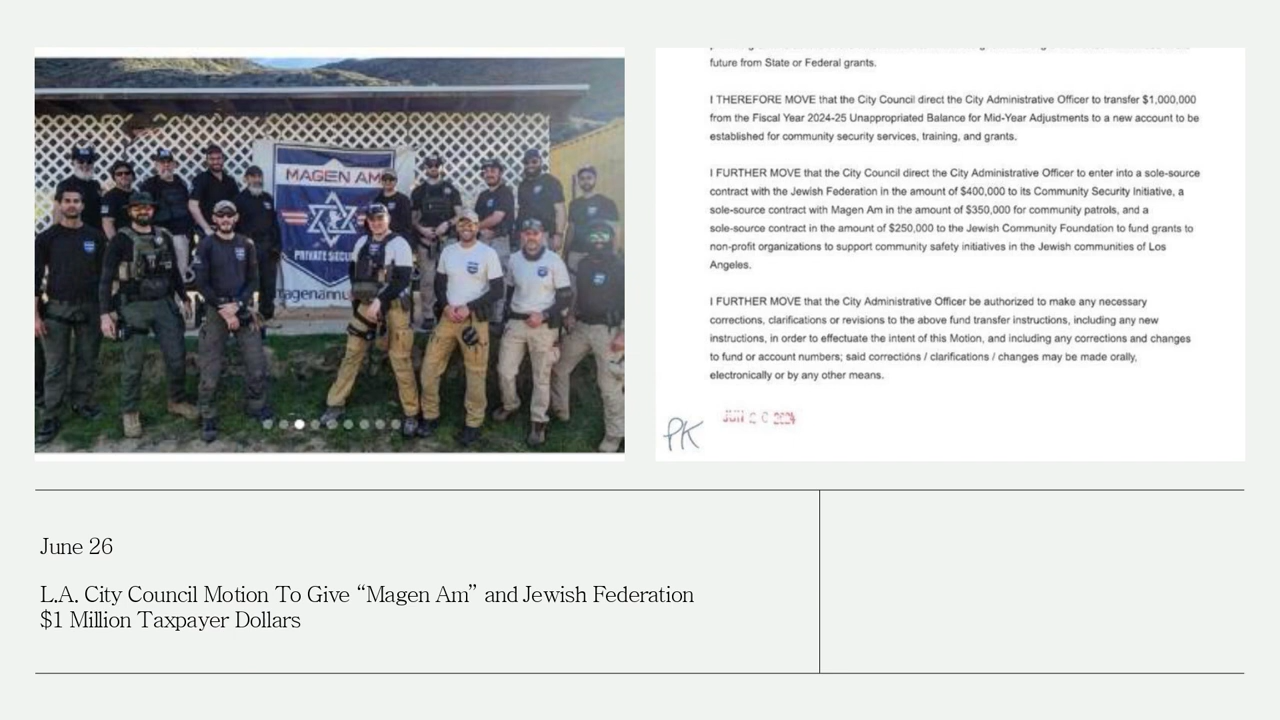 MAGEN AM
PRIVATE SECU
future from State or Federal grants.
I THEREFORE MOVE that the City Council direct the City Administrative Officer to transfer $1,000,000
from the Fiscal Year 2024-25 Unappropriated Balance for Mid-Year Adjustments to a new account to be
established for community security services, training, and grants.
I FURTHER MOVE that the City Council direct the City Administrative Officer to enter into a sole-source
contract with the Jewish Federation in the amount of $400,000 to its Community Security Initiative, a
sole-source contract with Magen Am in the amount of $350,000 for community patrols, and a
sole-source contract in the amount of $250,000 to the Jewish Community Foundation to fund grants to
non-profit organizations to support community safety initiatives in the Jewish communities of Los
Angeles.
I FURTHER MOVE that the City Administrative Officer be authorized to make any necessary
corrections, clarifications or revisions to the above fund transfer instructions, including any new
instructions, in order to effectuate the intent of this Motion, and including any corrections and changes
to fund or account numbers; said corrections / clarifications / changes may be made orally,
electronically or by any other means.
PK
June 26
L.A. City Council Motion To Give “Magen Am” and Jewish Federation
$1 Million Taxpayer Dollars